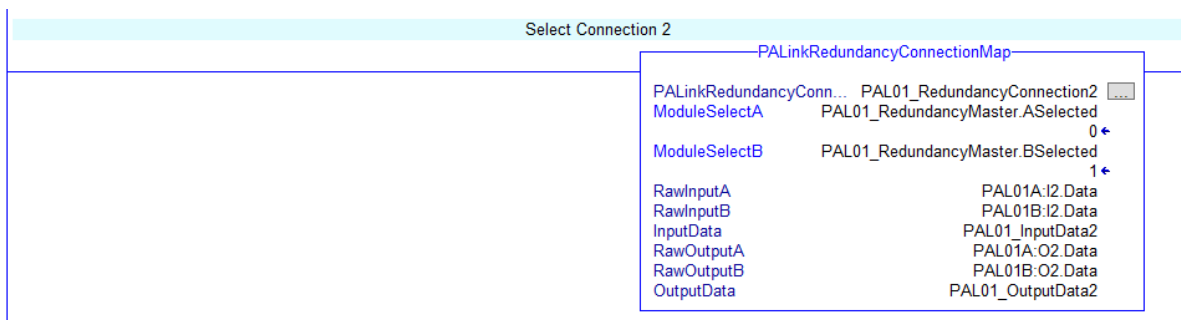 Select Connection 2
PALinkRedundancyConnectionMap
PALinkRedundancyConn... PAL01_RedundancyConnection2 ...
ModuleSelectA PAL01_RedundancyMaster.ASelected
0
ModuleSelectB PAL01_RedundancyMaster.BSelected
1
RawInputA PAL01A:I2.Data
RawInputB PAL01B:I2.Data
InputData PAL01_InputData2
RawOutputA PAL01A:O2.Data
RawOutputB PAL01B:O2.Data
OutputData PAL01_OutputData2